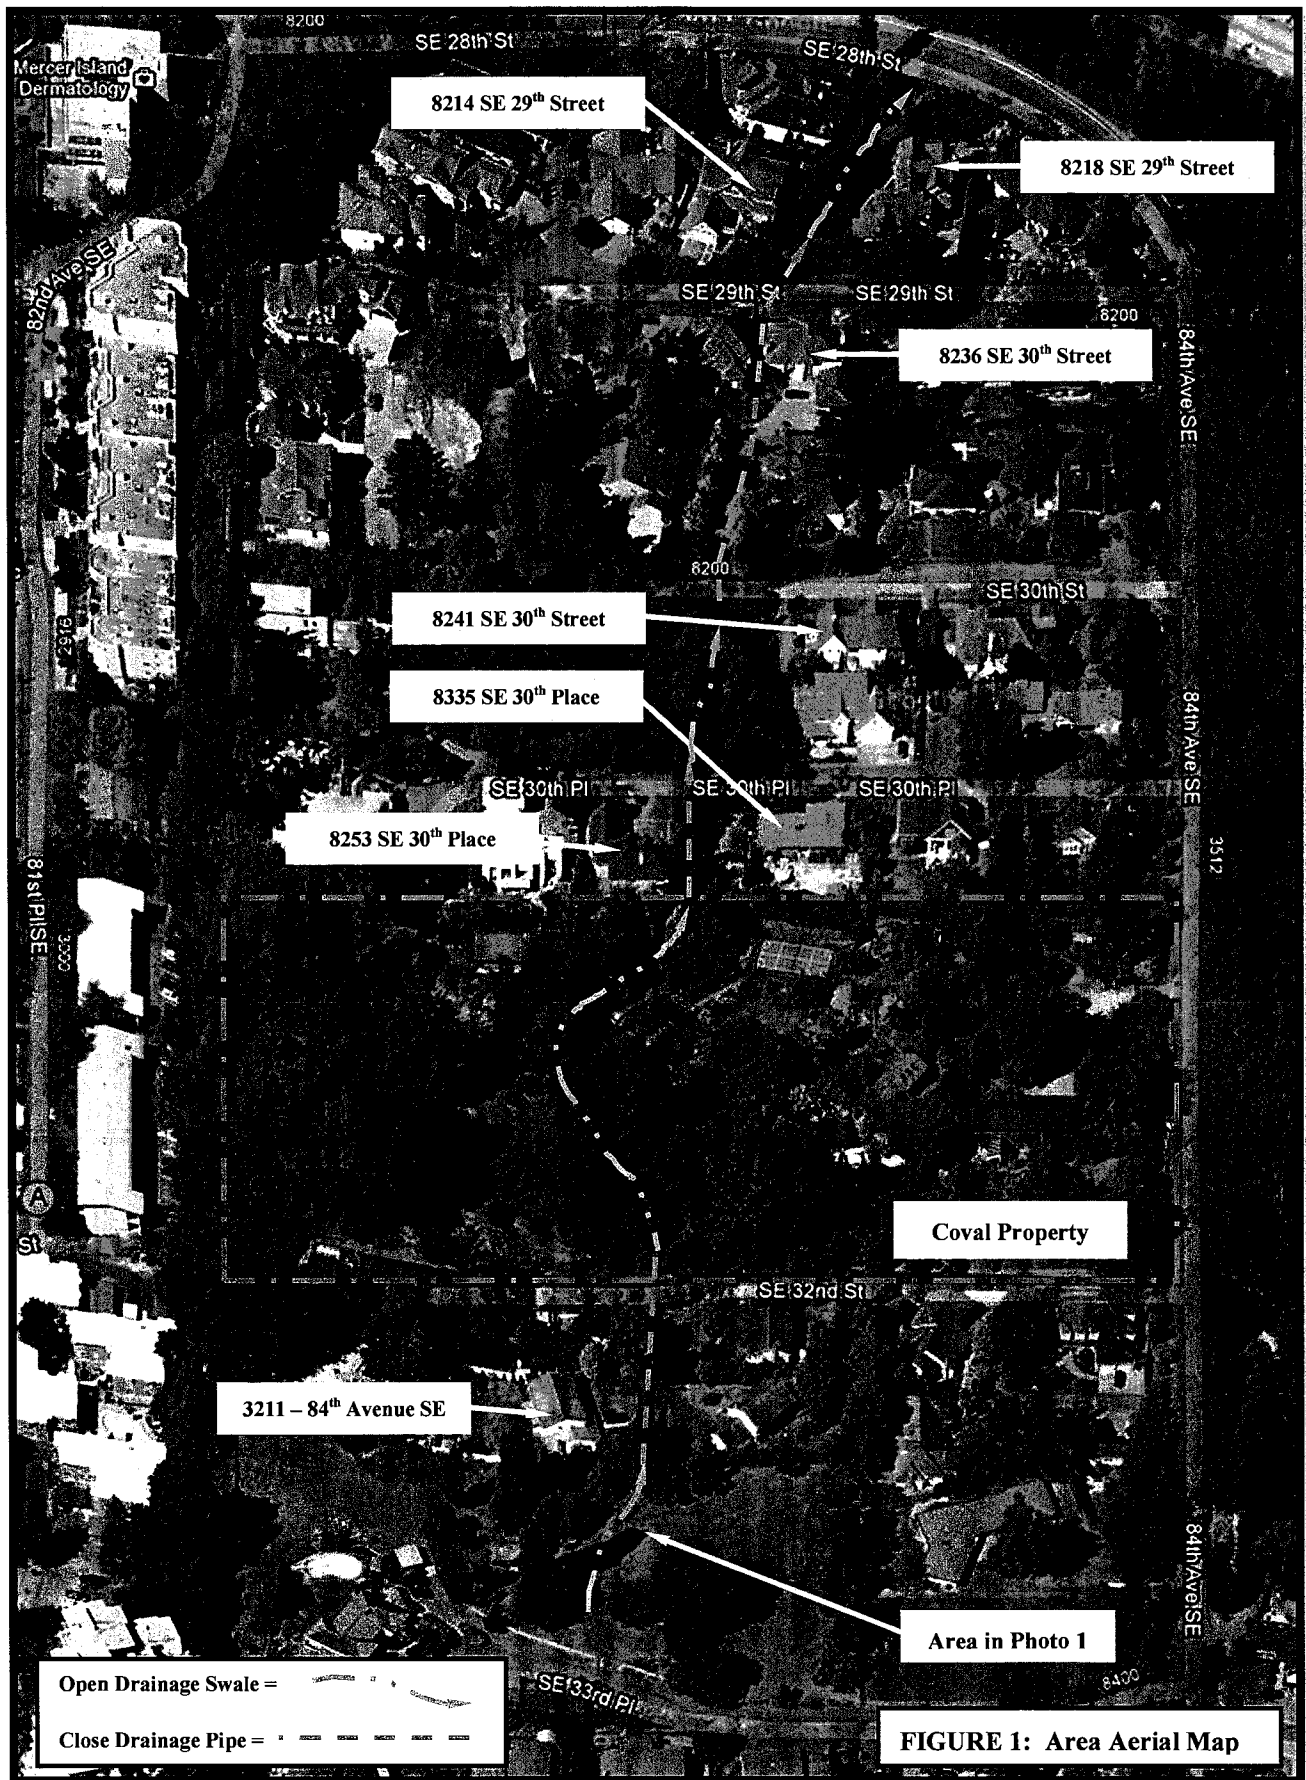 8200
SE 28th St
SE 28th St
Mercer Island
Dermatology
8214 SE 29th Street
8218 SE 29th Street
82nd Ave SE
SE 29th St
SE 29th St
8200
84th Ave SE
8236 SE 30th Street
8200
SE 30th St
2916
8241 SE 30th Street
8335 SE 30th Place
84th Ave SE
SE 30th Pl
SE 30th Pl
SE 30th Pl
8253 SE 30th Place
3512
81st Pl SE
3000
A
St
Coval Property
SE 32nd St
3211 – 84th Avenue SE
84th Ave SE
Area in Photo 1
8400
SE 33rd Pl
Open Drainage Swale =
Close Drainage Pipe =
FIGURE 1: Area Aerial Map